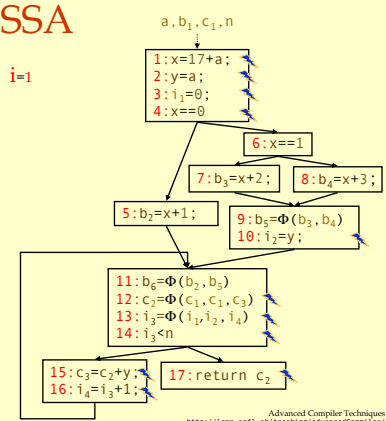 SSA
a,b1,c1,n
i=1
1:x=17+a;
2:y=a;
3:i1=0;
4:x==0
6:x==1
7:b3=x+2;
8:b4=x+3;
5:b2=x+1;
9:b5=Φ(b3,b4)
10:i2=y;
11:b6=Φ(b2,b5)
12:c2=Φ(c1,c1,c3)
13:i3=Φ(i1,i2,i4)
14:i3<n
15:c3=c2+y;
16:i4=i3+1;
17:return c2
Advanced Compiler Techniques